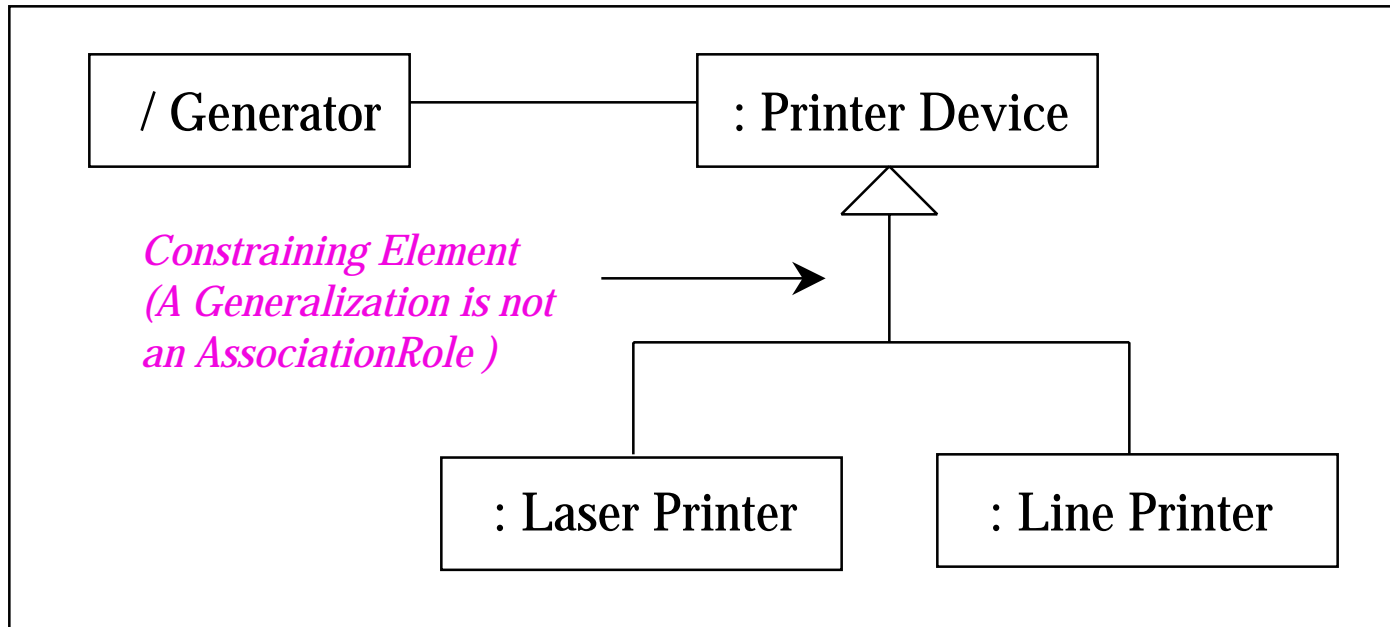 / Generator
: Printer Device
Constraining Element
(A Generalization is not
an AssociationRole )
: Laser Printer
: Line Printer